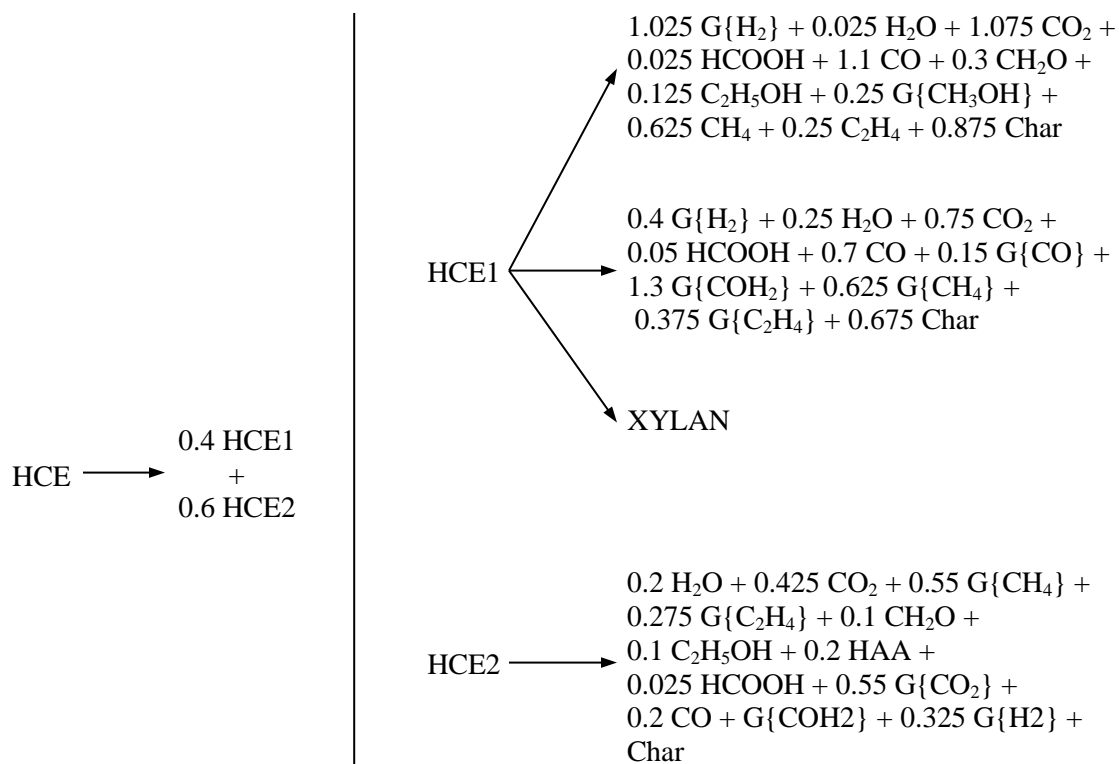 HCE
0.4 HCE1
+
0.6 HCE2
HCE1
1.025 G{H₂} + 0.025 H₂O + 1.075 CO₂ +
0.025 HCOOH + 1.1 CO + 0.3 CH₂O +
0.125 C₂H₅OH + 0.25 G{CH₃OH} +
0.625 CH₄ + 0.25 C₂H₄ + 0.875 Char
0.4 G{H₂} + 0.25 H₂O + 0.75 CO₂ +
0.05 HCOOH + 0.7 CO + 0.15 G{CO} +
1.3 G{COH₂} + 0.625 G{CH₄} +
0.375 G{C₂H₄} + 0.675 Char
XYLAN
HCE2
0.2 H₂O + 0.425 CO₂ + 0.55 G{CH₄} +
0.275 G{C₂H₄} + 0.1 CH₂O +
0.1 C₂H₅OH + 0.2 HAA +
0.025 HCOOH + 0.55 G{CO₂} +
0.2 CO + G{COH2} + 0.325 G{H2} +
Char